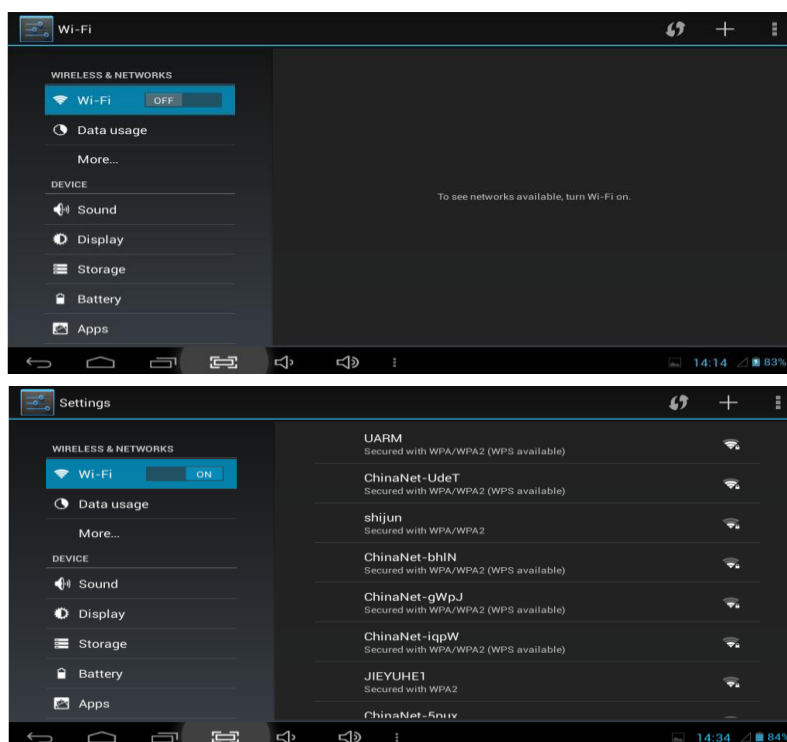 Wi-Fi
WIRELESS & NETWORKS
Wi-Fi OFF
Data usage
More...
DEVICE
Sound
Display
Storage
Battery
Apps
To see networks available, turn Wi-Fi on.
14:14 83%
Settings
WIRELESS & NETWORKS
Wi-Fi ON
Data usage
More...
DEVICE
Sound
Display
Storage
Battery
Apps
UARM
Secured with WPA/WPA2 (WPS available)
ChinaNet-UdeT
Secured with WPA/WPA2 (WPS available)
shijun
Secured with WPA/WPA2
ChinaNet-bhlN
Secured with WPA/WPA2 (WPS available)
ChinaNet-gWpJ
Secured with WPA/WPA2 (WPS available)
ChinaNet-iqpW
Secured with WPA/WPA2 (WPS available)
JIEYUHE1
Secured with WPA2
ChinaNet-5nux
14:34 84%